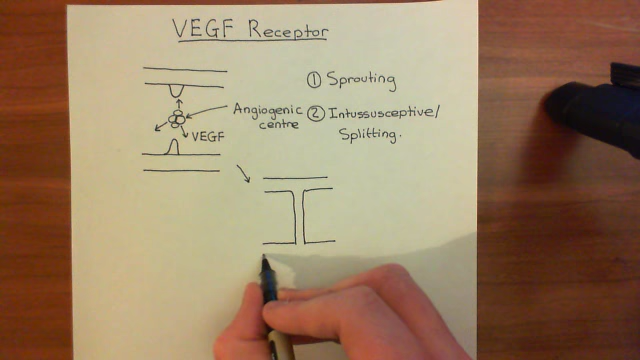 VEGF Receptor
① Sprouting
Angiogenic
centre
② Intussusceptive/
Splitting.
VEGF